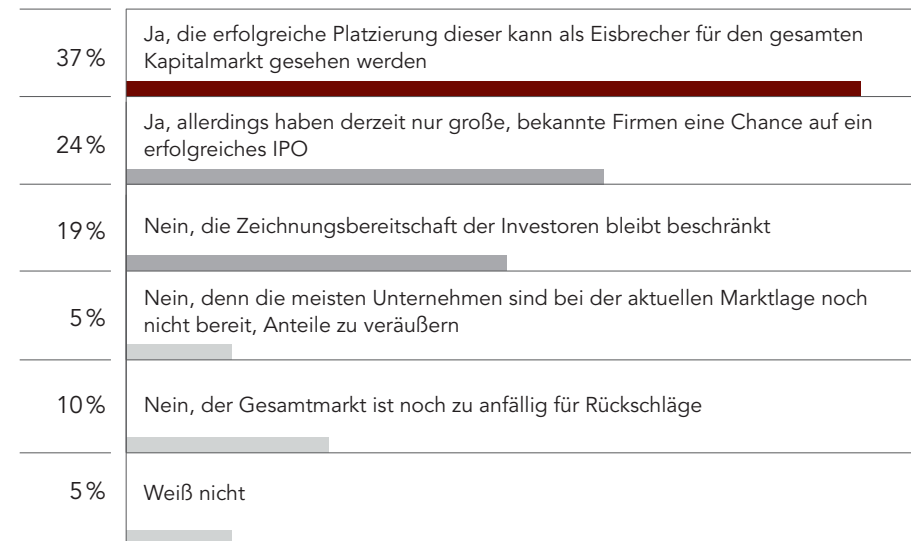 37 %
Ja, die erfolgreiche Platzierung dieser kann als Eisbrecher für den gesamten
Kapitalmarkt gesehen werden
24 %
Ja, allerdings haben derzeit nur große, bekannte Firmen eine Chance auf ein
erfolgreiches IPO
19 %
Nein, die Zeichnungsbereitschaft der Investoren bleibt beschränkt
5 %
Nein, denn die meisten Unternehmen sind bei der aktuellen Marktlage noch
nicht bereit, Anteile zu veräußern
10 %
Nein, der Gesamtmarkt ist noch zu anfällig für Rückschläge
5 %
Weiß nicht